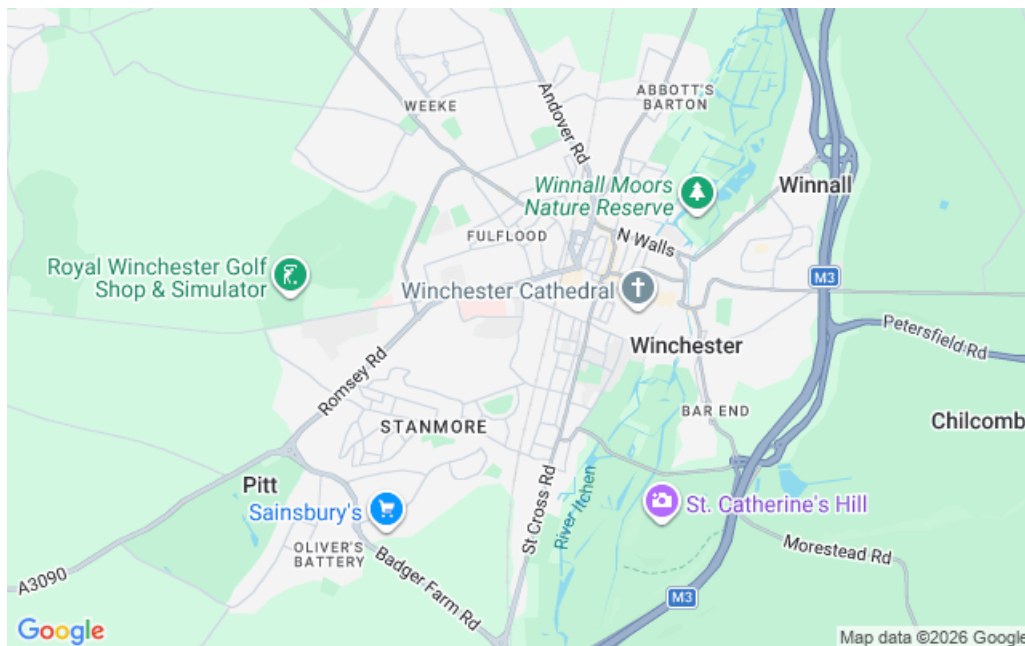 WEEKE
Andover Rd
ABBOTT'S
BARTON
Winnall Moors
Nature Reserve
Winnall
FULFLOOD
N Walls
Royal Winchester Golf
Shop & Simulator
Winchester Cathedral
M3
Petersfield Rd
Winchester
Romsey Rd
BAR END
STANMORE
Chilcomb
Pitt
Sainsbury's
St Cross Rd
River Itchen
St. Catherine's Hill
OLIVER'S
BATTERY
Badger Farm Rd
Morestead Rd
A3090
M3
Google
Map data ©2026 Google